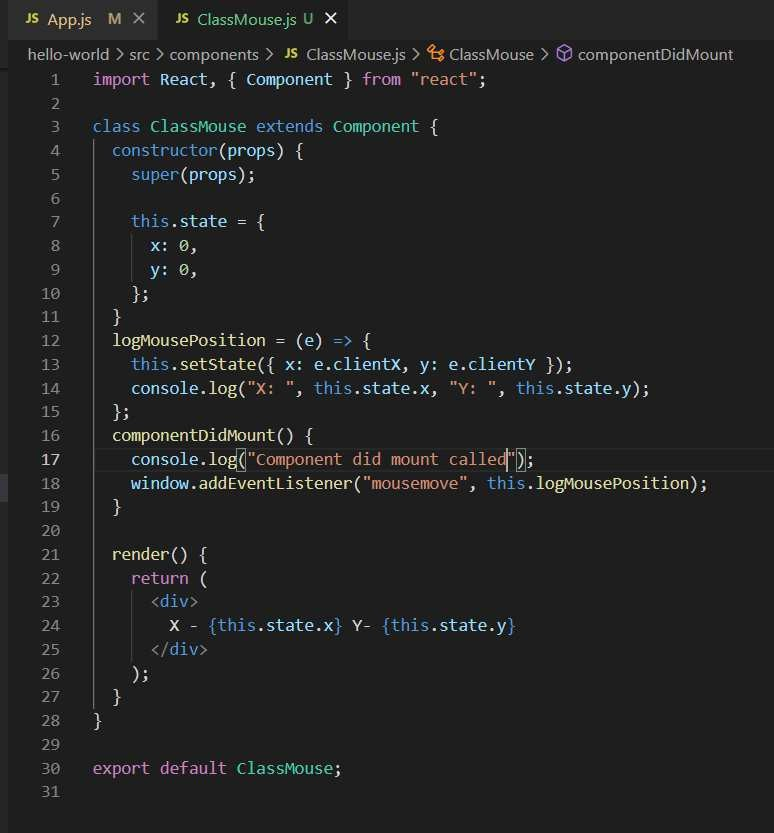 JS App.js M
JS ClassMouse.js U
hello-world > src > components > JS ClassMouse.js > ClassMouse > componentDidMount
1 import React, { Component } from "react";
2
3 class ClassMouse extends Component {
4 constructor(props) {
5 super(props);
6
7 this.state = {
8 x: 0,
9 y: 0,
10 };
11 }
12 logMousePosition = (e) => {
13 this.setState({ x: e.clientX, y: e.clientY });
14 console.log("X: ", this.state.x, "Y: ", this.state.y);
15 };
16 componentDidMount() {
17 console.log("Component did mount called");
18 window.addEventListener("mousemove", this.logMousePosition);
19 }
20
21 render() {
22 return (
23 <div>
24 X - {this.state.x} Y- {this.state.y}
25 </div>
26 );
27 }
28 }
29
30 export default ClassMouse;
31